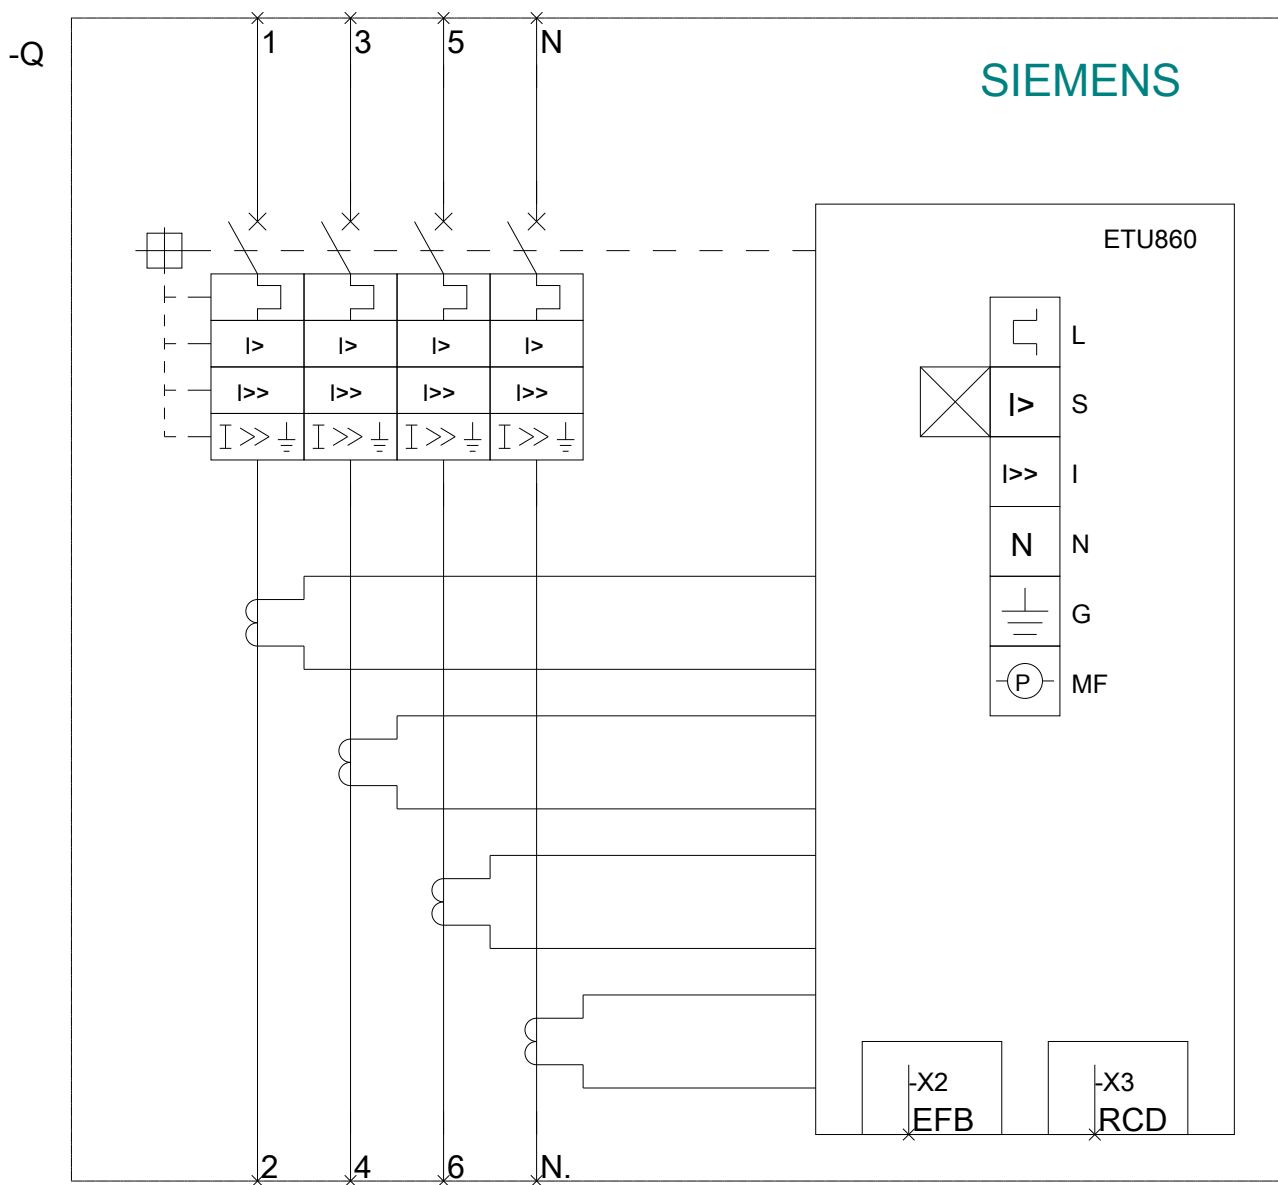 1 3 5 N
-Q
SIEMENS
ETU860
I> I> I> I>
I>> I>> I>> I>>
I >> I >> I >> I >>
L
I> S
I>> I
N N
G
P MF
-X2 -X3
EFB RCD
2 4 6 N.